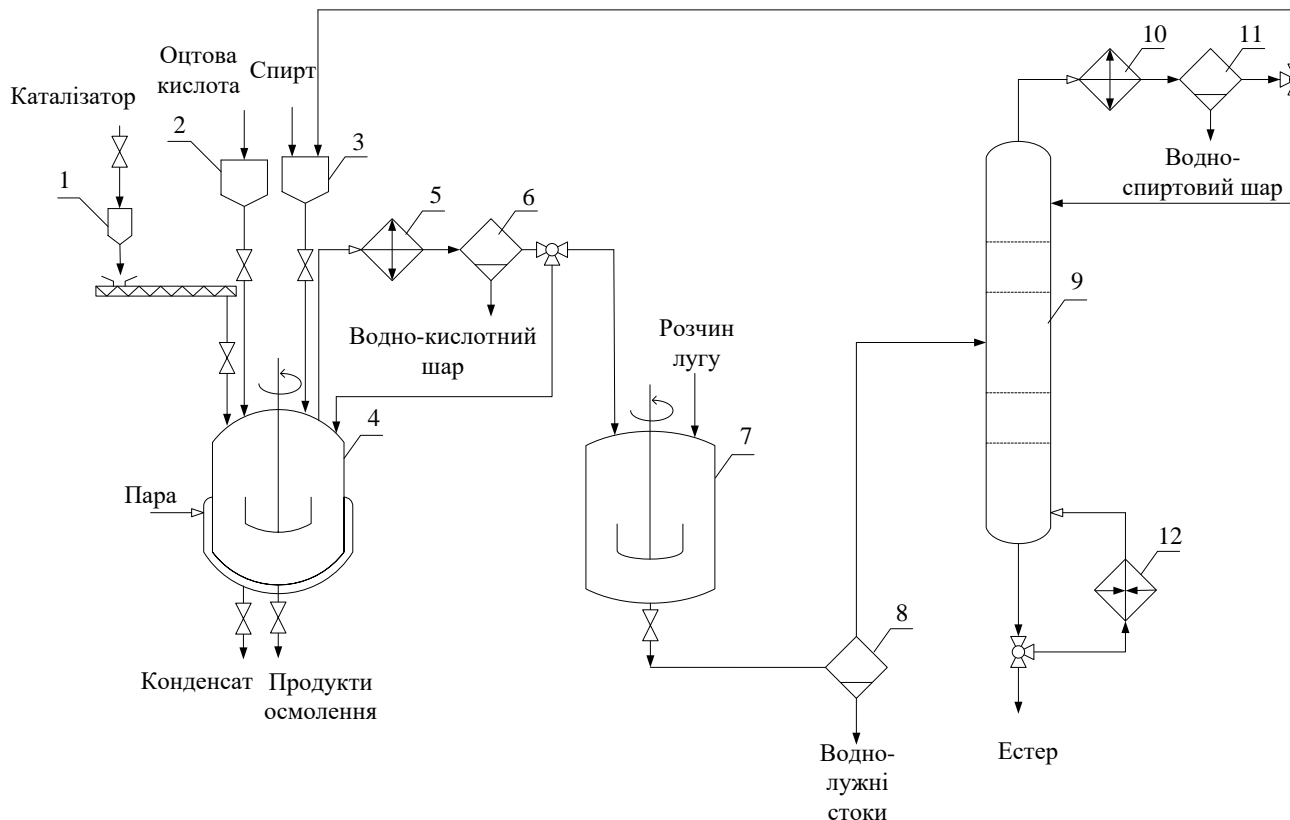 Оцтова
кислота
Спирт
Каталізатор
1
2
3
4
5
6
7
8
9
10
11
12
Водно-
спиртовий шар
Водно-кислотний
шар
Розчин
лугу
Пара
Конденсат
Продукти
осмолення
Водно-
лужні
стоки
Естер